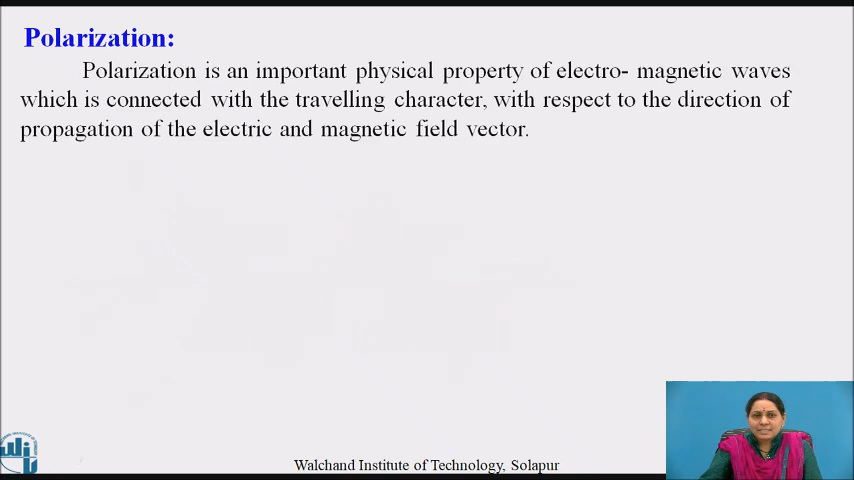 Polarization:
Polarization is an important physical property of electro- magnetic waves
which is connected with the travelling character, with respect to the direction of
propagation of the electric and magnetic field vector.
Walchand Institute of Technology, Solapur